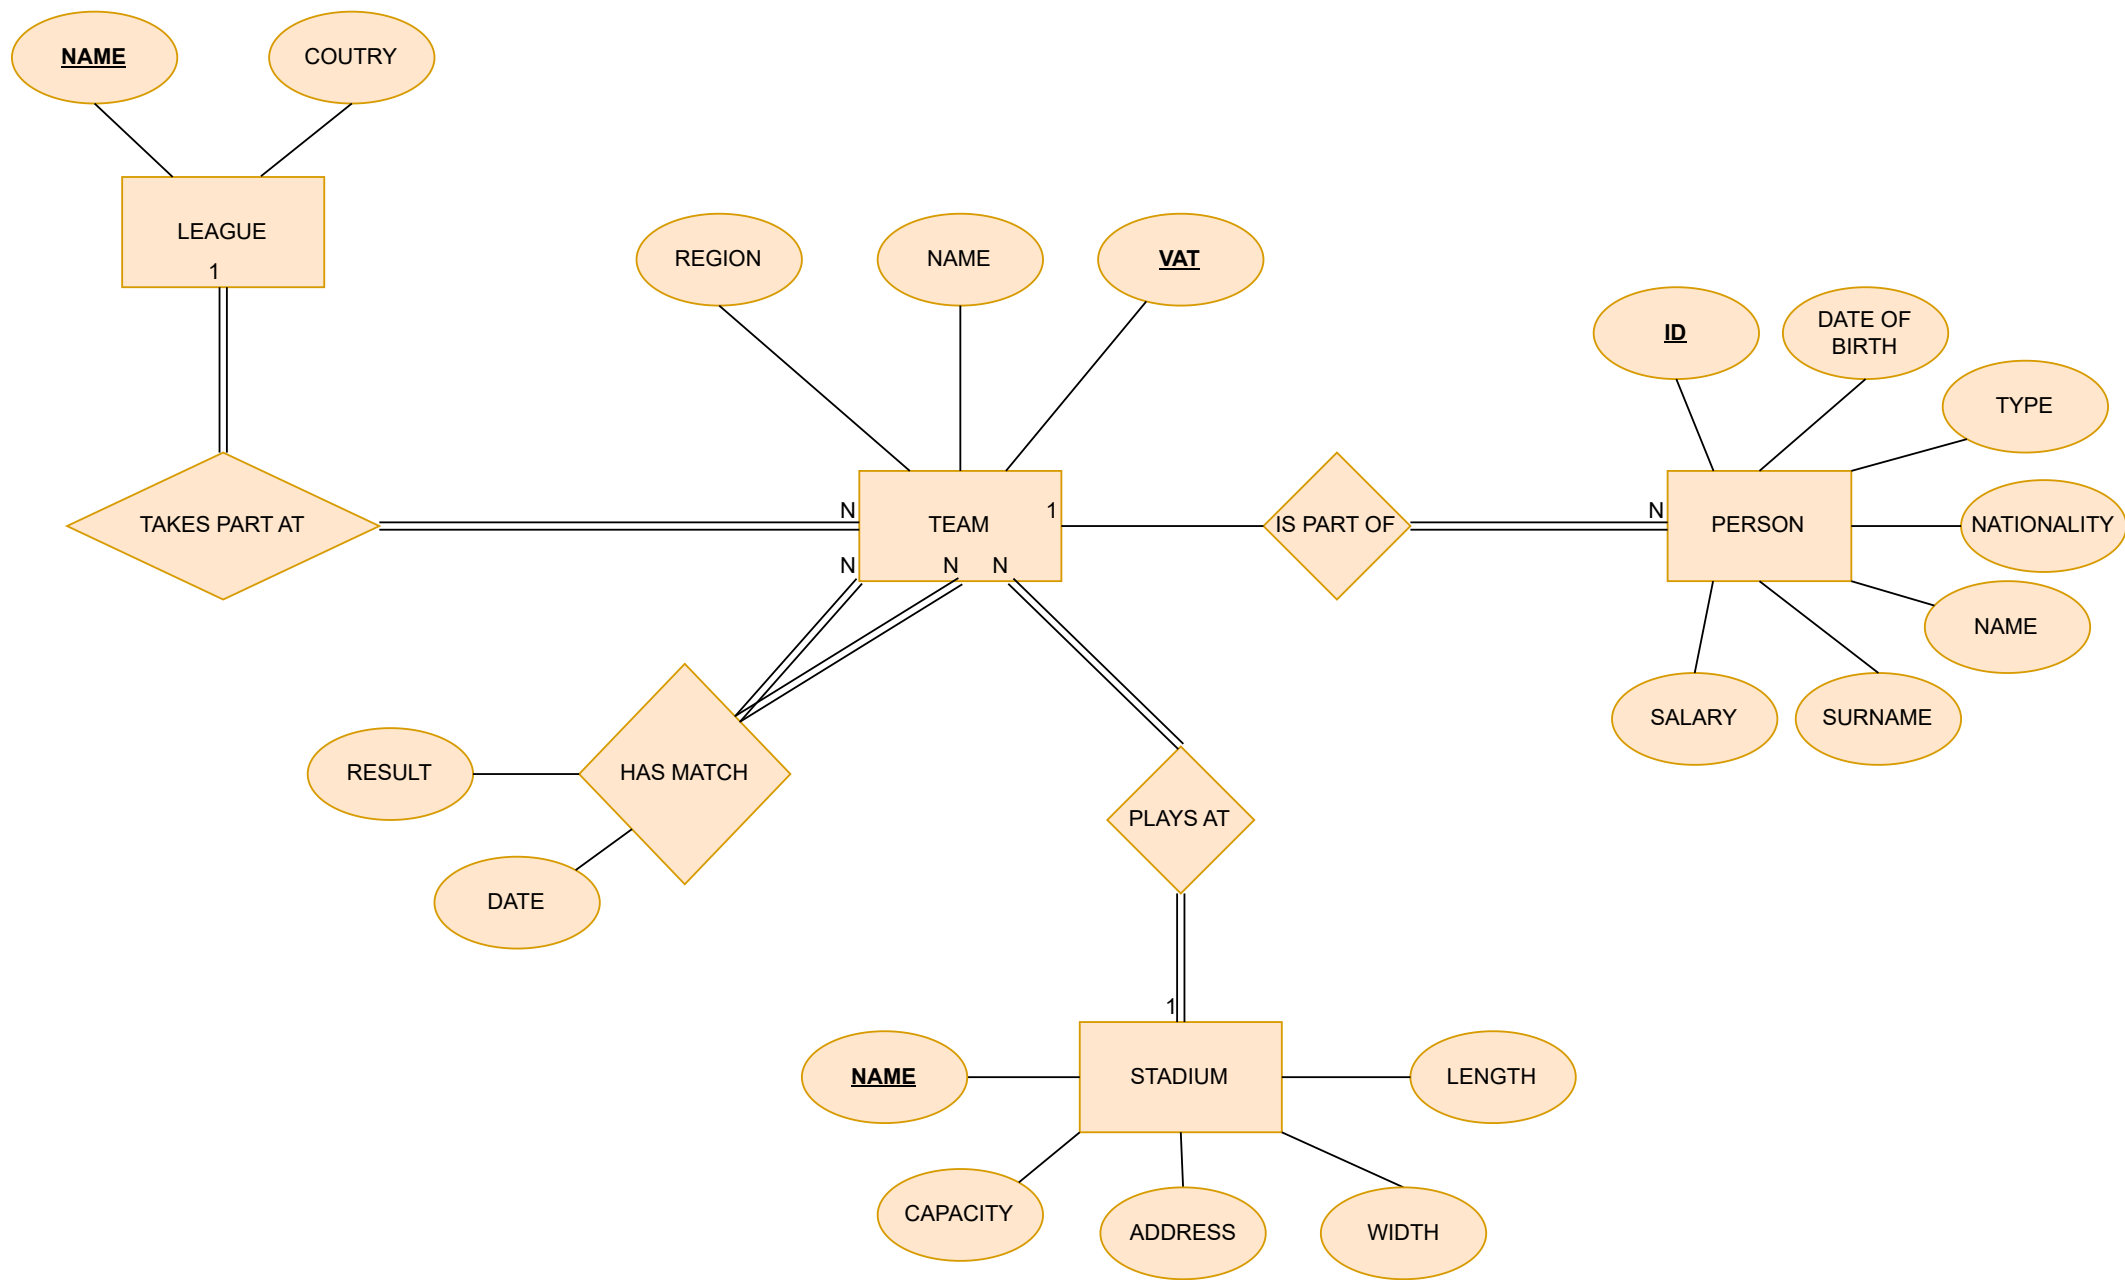 NAME
COUTRY
LEAGUE
1
REGION
NAME
VAT
ID
DATE OF
BIRTH
TYPE
TAKES PART AT
N
TEAM
1
IS PART OF
N
PERSON
NATIONALITY
N
N
N
NAME
SALARY
SURNAME
RESULT
HAS MATCH
PLAYS AT
DATE
1
NAME
STADIUM
LENGTH
CAPACITY
ADDRESS
WIDTH